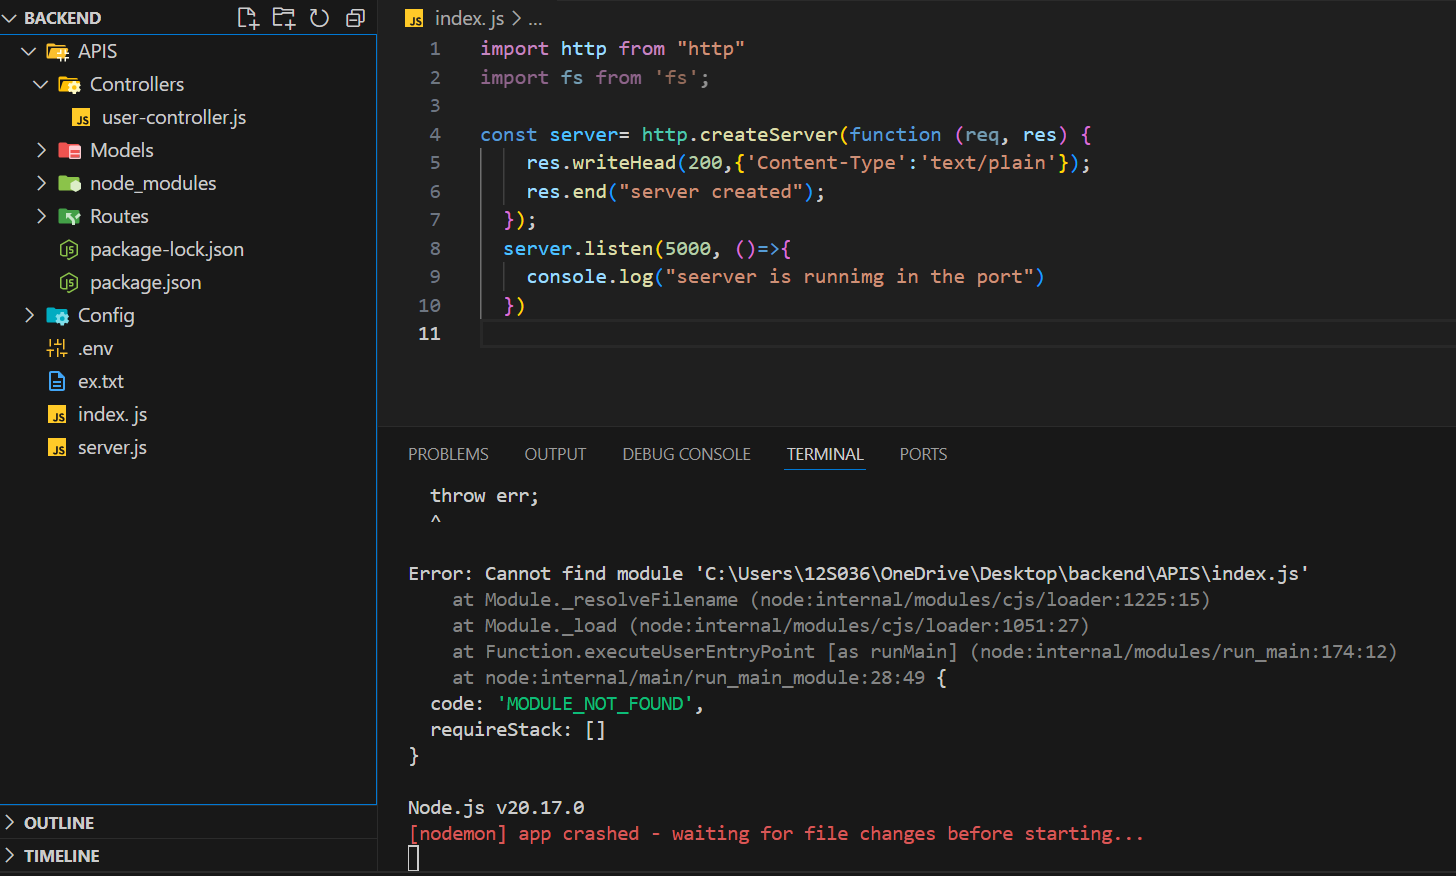 BACKEND
APIS
Controllers
user-controller.js
Models
node_modules
Routes
package-lock.json
package.json
Config
.env
ex.txt
index. js
server.js
OUTLINE
TIMELINE
index. js > ...
1 import http from "http"
2 import fs from 'fs';
3
4 const server= http.createServer(function (req, res) {
5 res.writeHead(200,{'Content-Type':'text/plain'});
6 res.end("server created");
7 });
8 server.listen(5000, ()=>{
9 console.log("seerver is runnimg in the port")
10 })
11
PROBLEMS OUTPUT DEBUG CONSOLE TERMINAL PORTS
throw err;
^
Error: Cannot find module 'C:\Users\12S036\OneDrive\Desktop\backend\APIS\index.js'
at Module._resolveFilename (node:internal/modules/cjs/loader:1225:15)
at Module._load (node:internal/modules/cjs/loader:1051:27)
at Function.executeUserEntryPoint [as runMain] (node:internal/modules/run_main:174:12)
at node:internal/main/run_main_module:28:49 {
code: 'MODULE_NOT_FOUND',
requireStack: []
}
Node.js v20.17.0
[nodemon] app crashed - waiting for file changes before starting...